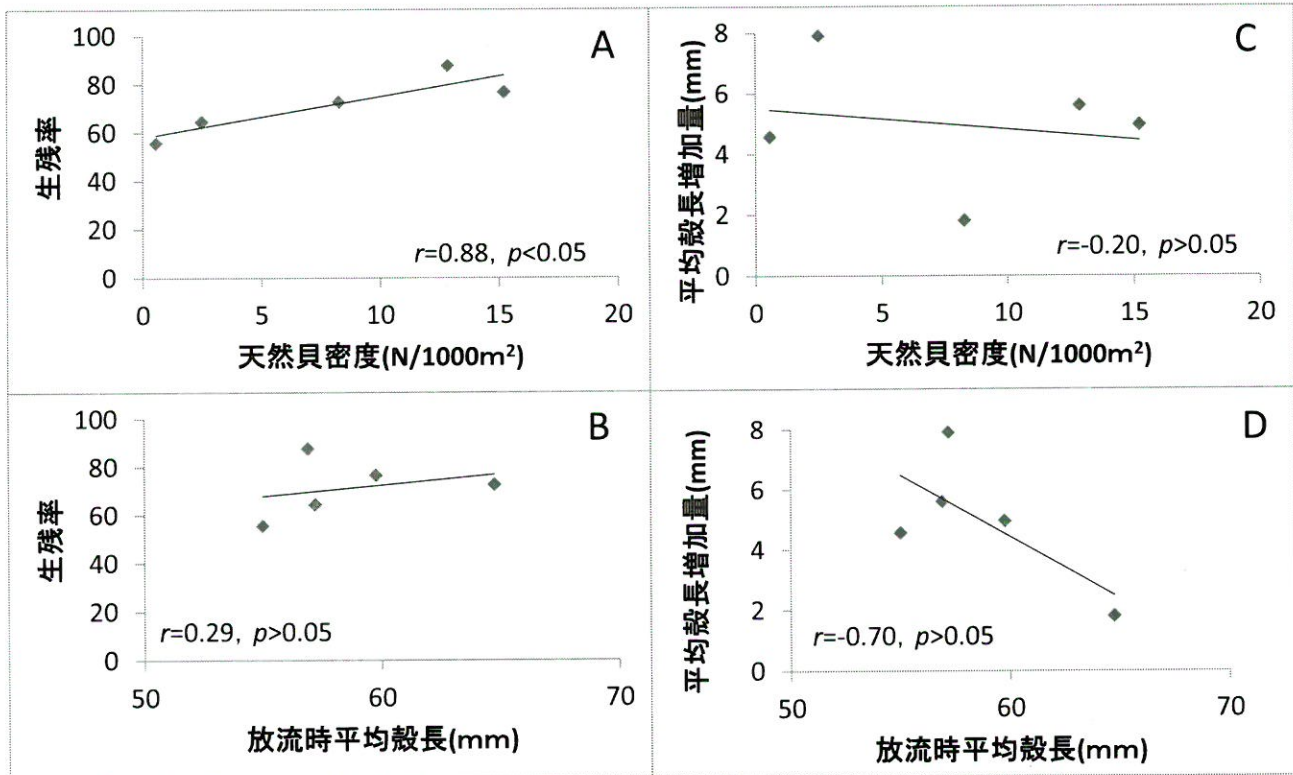 A
100
80
60
40
20
0
生残率
r=0.88, p<0.05
0 5 10 15 20
天然貝密度(N/1000m²)
C
8
6
4
2
0
平均殻長増加量(mm)
r=-0.20, p>0.05
0 5 10 15 20
天然貝密度(N/1000m²)
B
100
80
60
40
20
0
生残率
r=0.29, p>0.05
50 60 70
放流時平均殻長(mm)
D
8
6
4
2
0
平均殻長増加量(mm)
r=-0.70, p>0.05
50 60 70
放流時平均殻長(mm)